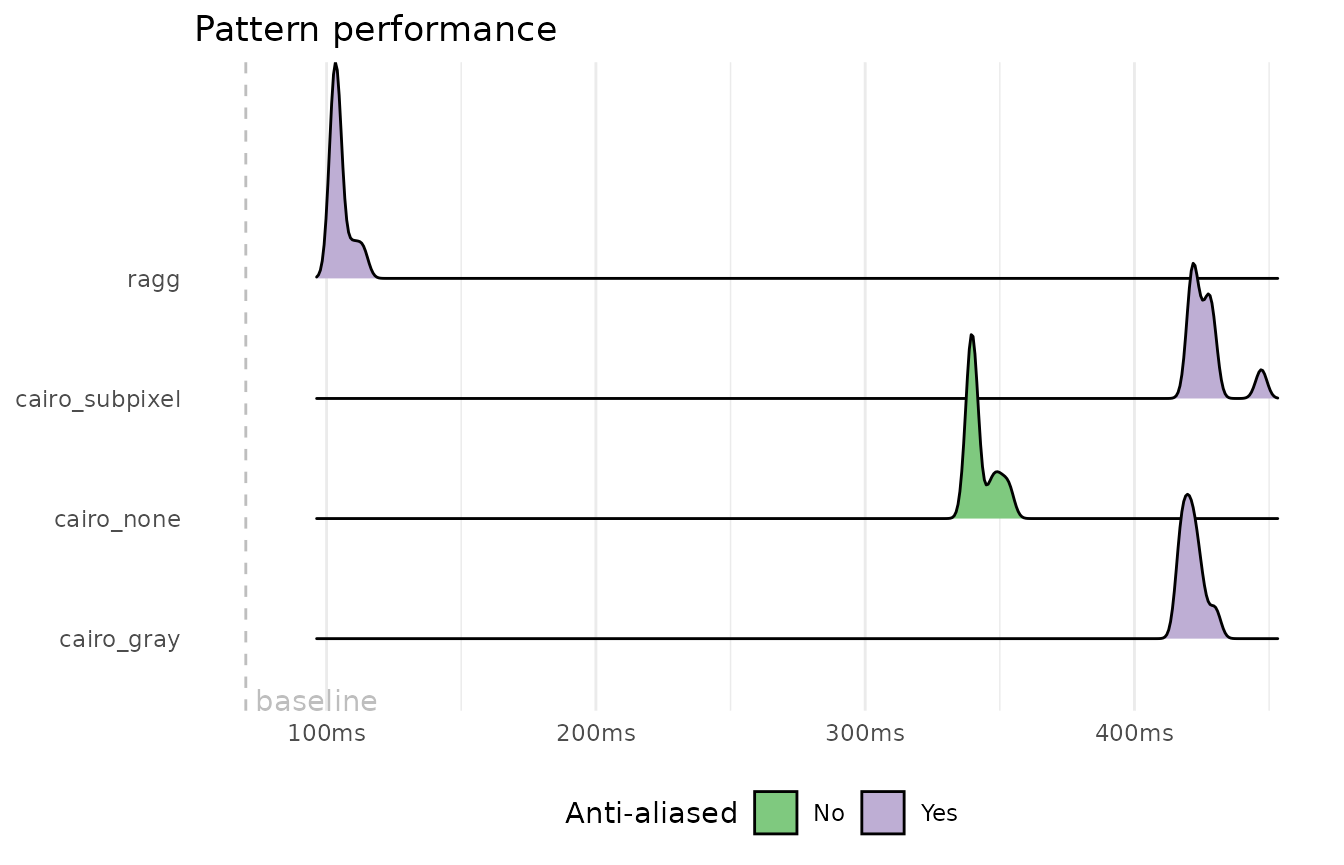 Pattern performance
ragg
cairo_subpixel
cairo_none
cairo_gray
baseline
100ms 200ms 300ms 400ms
Anti-aliased No Yes